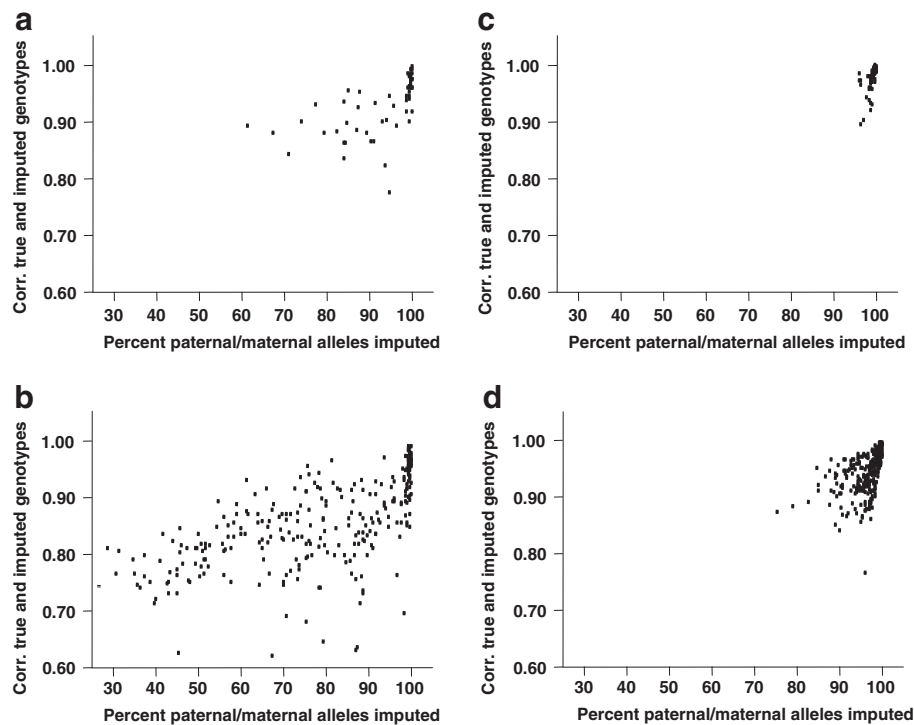 a
Corr. true and imputed genotypes
1.00
0.90
0.80
0.70
0.60
30 40 50 60 70 80 90 100
Percent paternal/maternal alleles imputed
c
Corr. true and imputed genotypes
1.00
0.90
0.80
0.70
0.60
30 40 50 60 70 80 90 100
Percent paternal/maternal alleles imputed
b
Corr. true and imputed genotypes
1.00
0.90
0.80
0.70
0.60
30 40 50 60 70 80 90 100
Percent paternal/maternal alleles imputed
d
Corr. true and imputed genotypes
1.00
0.90
0.80
0.70
0.60
30 40 50 60 70 80 90 100
Percent paternal/maternal alleles imputed